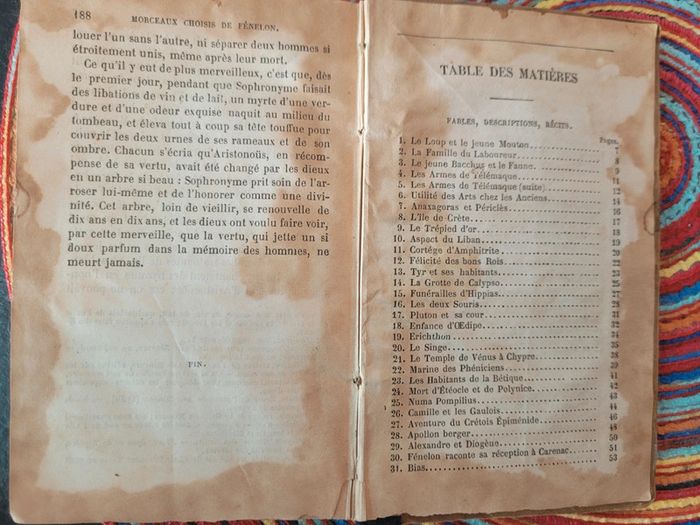 188
MORCEAUX CHOISIS DE FÉNELON.
louer l'un sans l'autre, ni séparer deux hommes si
étroitement unis, même après leur mort.
Ce qu'il y eut de plus merveilleux, c'est que, dès
le premier jour, pendant que Sophronyme faisait
des libations de vin et de lait, un myrte d'une ver-
dure et d'une odeur exquise naquit au milieu du
tombeau, et éleva tout à coup sa tête touffue pour
couvrir les deux urnes de ses rameaux et de son
ombre. Chacun s'écria qu'Aristonoüs, en récom-
pense de sa vertu, avait été changé par les dieux
en un arbre si beau : Sophronyme prit soin de l'ar-
roser lui-même et de l'honorer comme une divi-
nité. Cet arbre, loin de vieillir, se renouvelle de
dix ans en dix ans, et les dieux ont voulu faire voir,
par cette merveille, que la vertu, qui jette un si
doux parfum dans la mémoire des hommes, ne
meurt jamais.
FIN.
TABLE DES MATIÈRES
FABLES, DESCRIPTIONS, RÉCITS.
Pages.
1. Le Loup et le jeune Mouton 7
2. La Famille du Laboureur
3. Le jeune Bacchus et le Faune
4. Les Armes de Télémaque
5. Les Armes de Télémaque (suite)
6. Utilité des Arts chez les Anciens
7. Anaxagoras et Périclès
8. L'Ile de Crète
9. Le Trépied d'or
10. Aspect du Liban
11. Cortége d'Amphitrite
12. Félicité des bons Rois
13. Tyr et ses habitants
14. La Grotte de Calypso
15. Funérailles d'Hippias
16. Les deux Souris
17. Pluton et sa cour
18. Enfance d'Œdipe
19. Erichthon
20. Le Singe
21. Le Temple de Vénus à Chypre
22. Marine des Phéniciens
23. Les Habitants de la Bétique
24. Mort d'Étéocle et de Polynice
25. Numa Pompilius
26. Camille et les Gaulois
27. Aventure du Crétois Épiménide
28. Apollon berger
29. Alexandre et Diogène 50
30. Fénelon raconte sa réception à Carenac 51
31. Bias 53